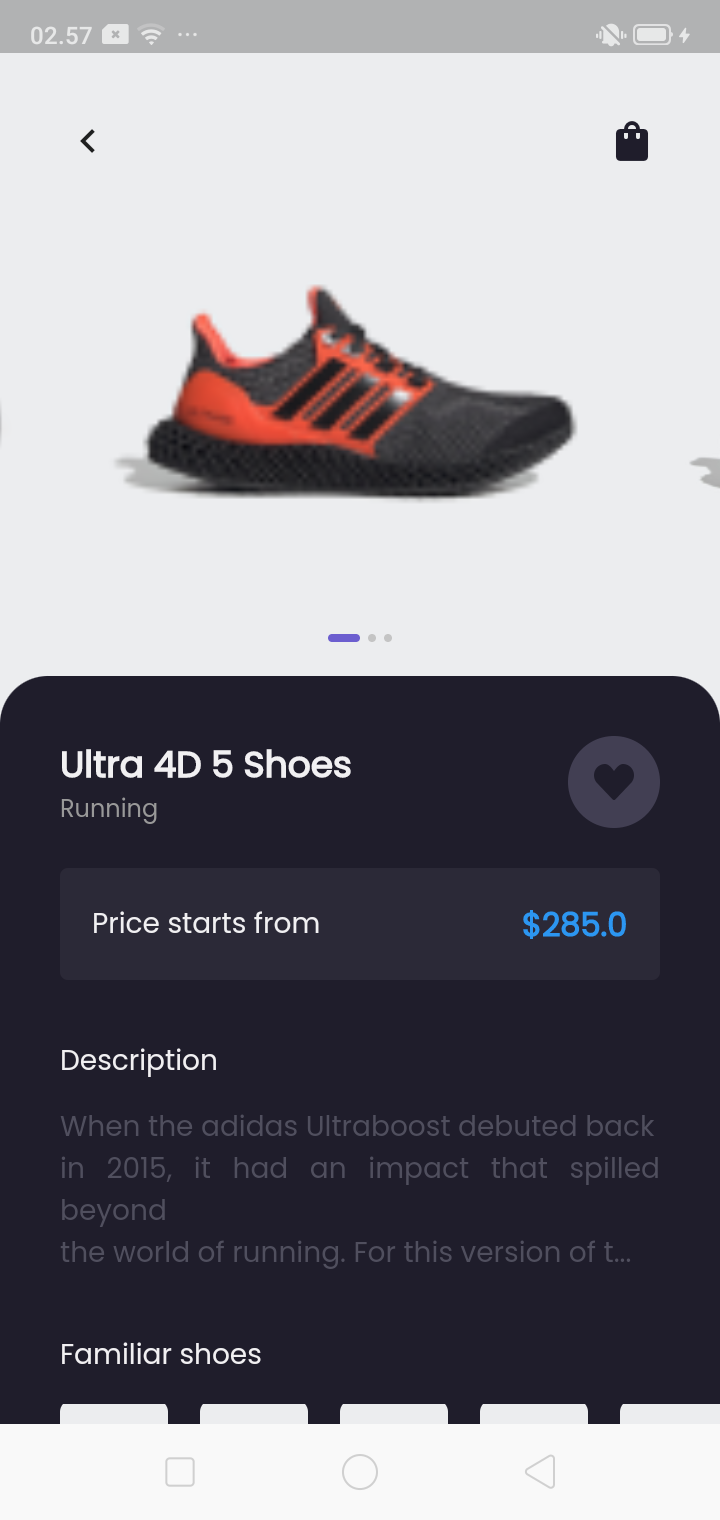 02.57
Ultra 4D 5 Shoes
Running
Price starts from
$285.0
Description
When the adidas Ultraboost debuted back
in 2015, it had an impact that spilled
beyond
the world of running. For this version of t...
Familiar shoes